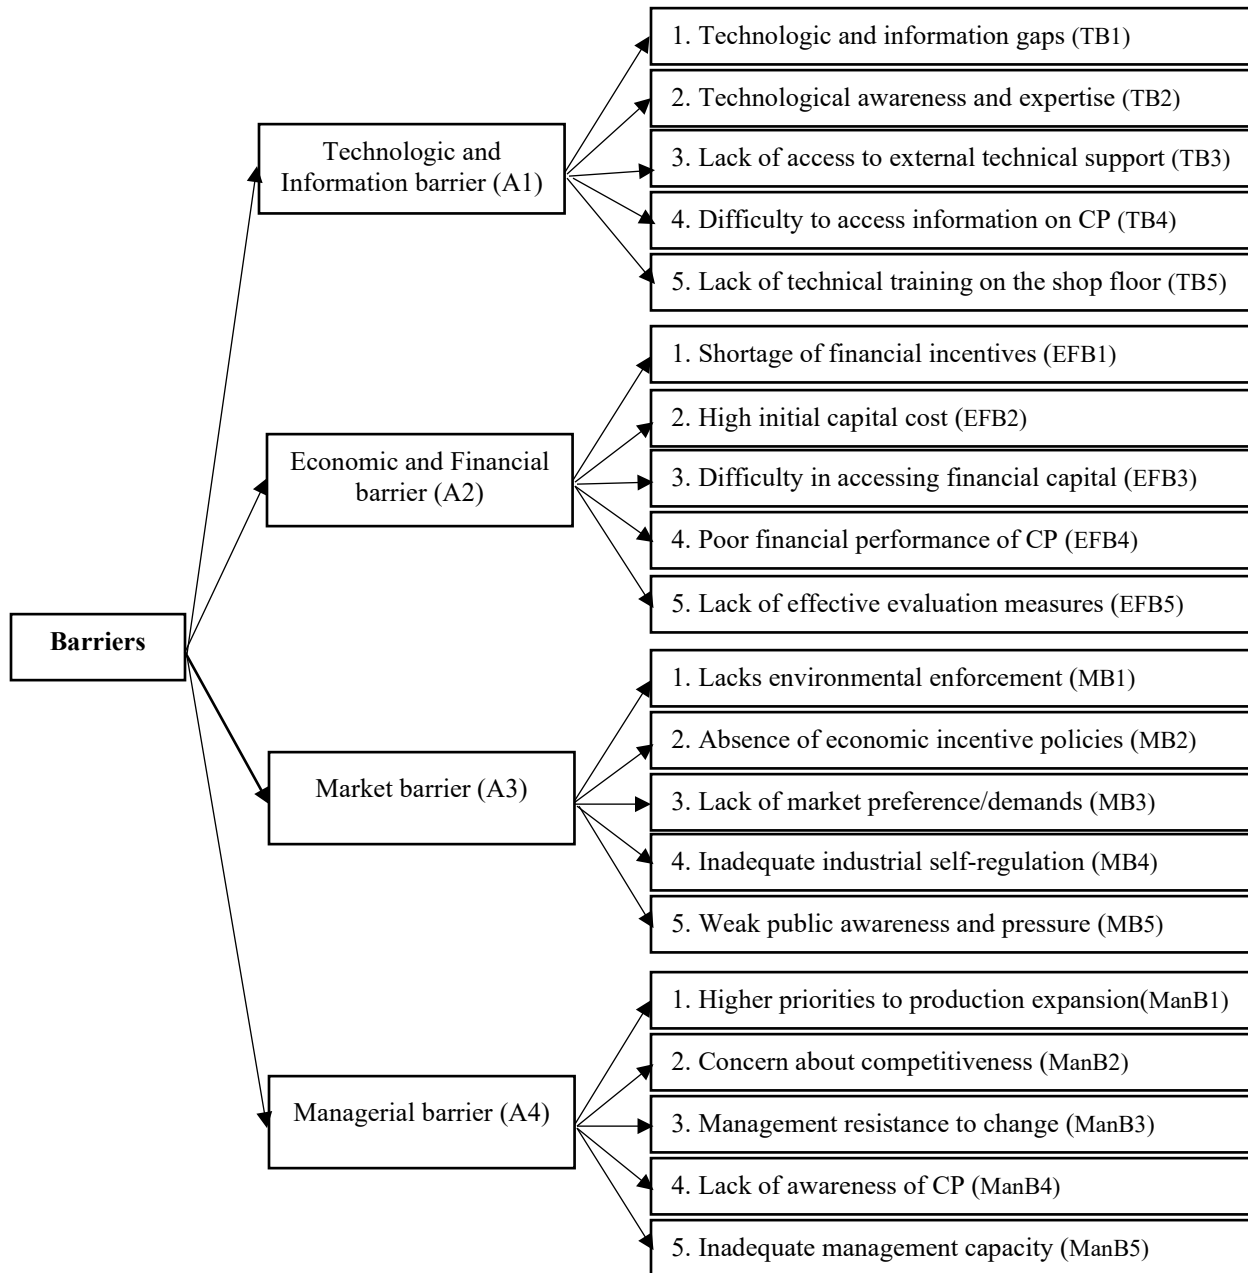 Barriers
Technologic and
Information barrier (A1)
1. Technologic and information gaps (TB1)
2. Technological awareness and expertise (TB2)
3. Lack of access to external technical support (TB3)
4. Difficulty to access information on CP (TB4)
5. Lack of technical training on the shop floor (TB5)
Economic and Financial
barrier (A2)
1. Shortage of financial incentives (EFB1)
2. High initial capital cost (EFB2)
3. Difficulty in accessing financial capital (EFB3)
4. Poor financial performance of CP (EFB4)
5. Lack of effective evaluation measures (EFB5)
Market barrier (A3)
1. Lacks environmental enforcement (MB1)
2. Absence of economic incentive policies (MB2)
3. Lack of market preference/demands (MB3)
4. Inadequate industrial self-regulation (MB4)
5. Weak public awareness and pressure (MB5)
Managerial barrier (A4)
1. Higher priorities to production expansion(ManB1)
2. Concern about competitiveness (ManB2)
3. Management resistance to change (ManB3)
4. Lack of awareness of CP (ManB4)
5. Inadequate management capacity (ManB5)